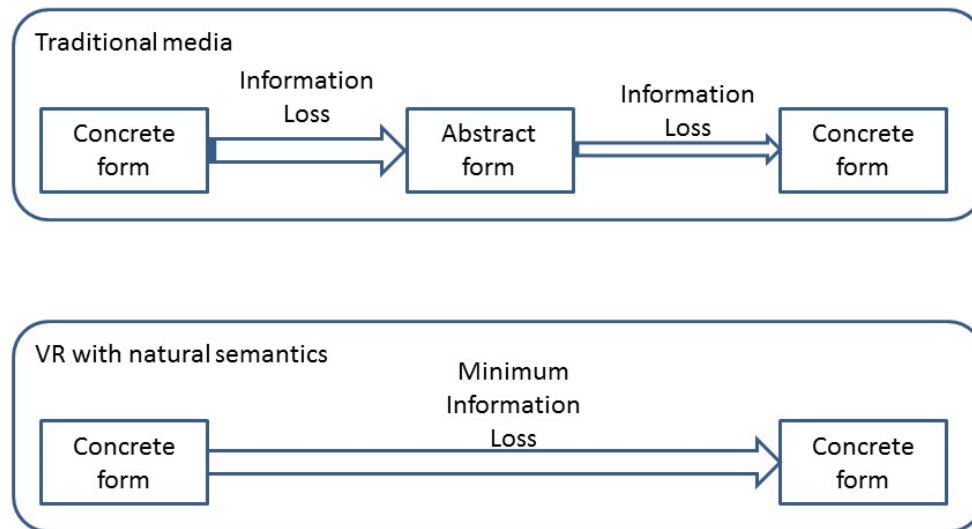 Traditional media
Information
Loss
Information
Loss
Concrete
form
Abstract
form
Concrete
form
VR with natural semantics
Minimum
Information
Loss
Concrete
form
Concrete
form